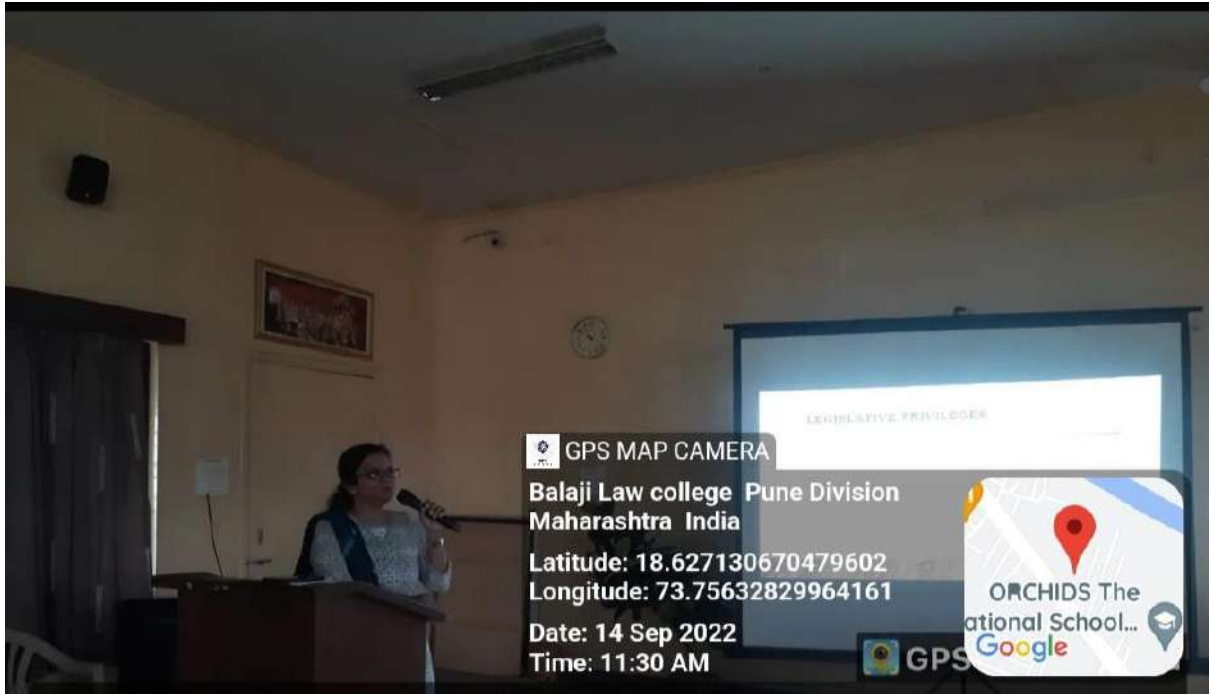 LEGISLATIVE PRIVILEGES
GPS MAP CAMERA
Balaji Law college Pune Division
Maharashtra India
Latitude: 18.627130670479602
Longitude: 73.75632829964161
Date: 14 Sep 2022
Time: 11:30 AM
ORCHIDS The
ational School...
Google
GPS